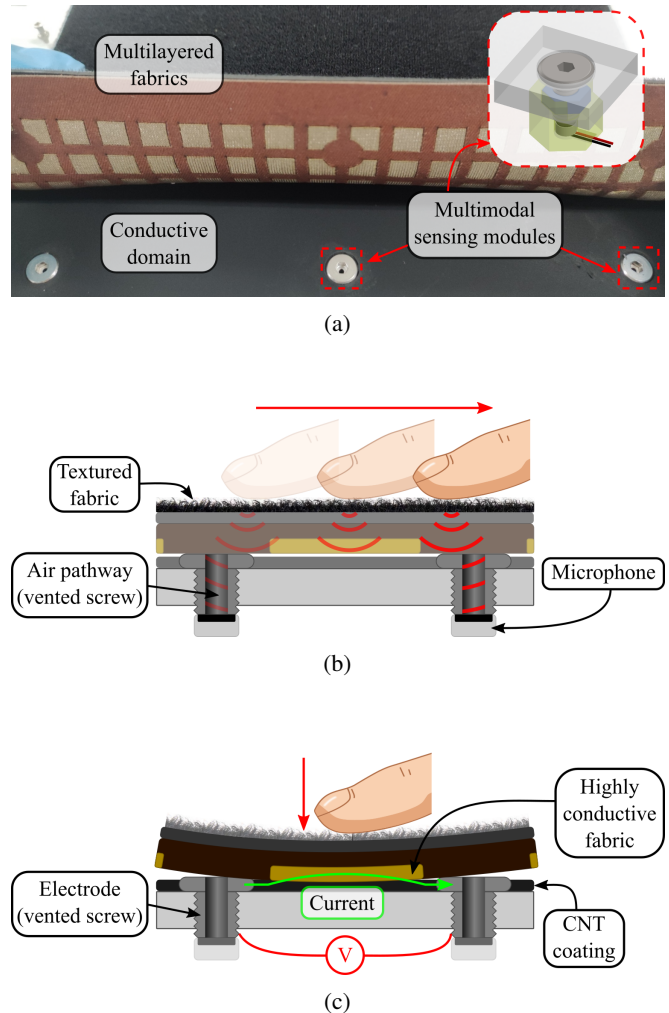 Multilayered
fabrics
Conductive
domain
Multimodal
sensing modules
(a)
Textured
fabric
Air pathway
(vented screw)
Microphone
(b)
Highly
conductive
fabric
Electrode
(vented screw)
Current
CNT
coating
V
(c)